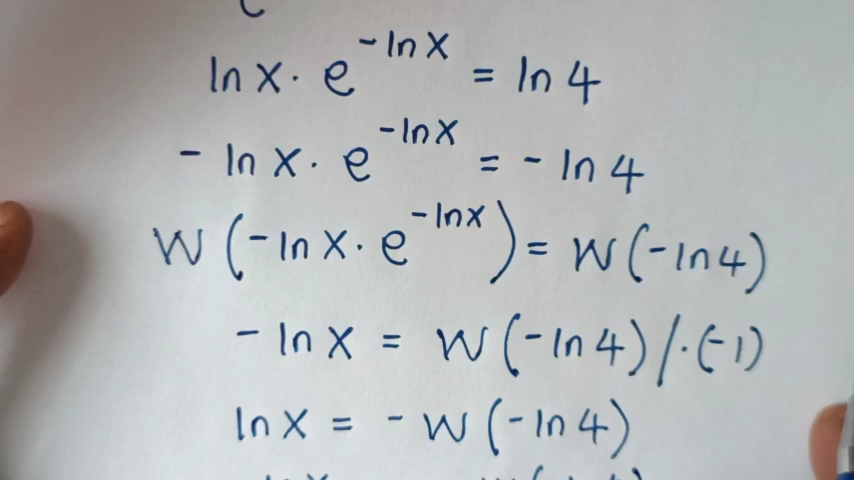 ln x · e^{-ln x} = ln 4
- ln x · e^{-ln x} = - ln 4
W(-ln x · e^{-ln x}) = W(-ln 4)
- ln x = W(-ln 4) / · (-1)
ln x = - W(-ln 4)